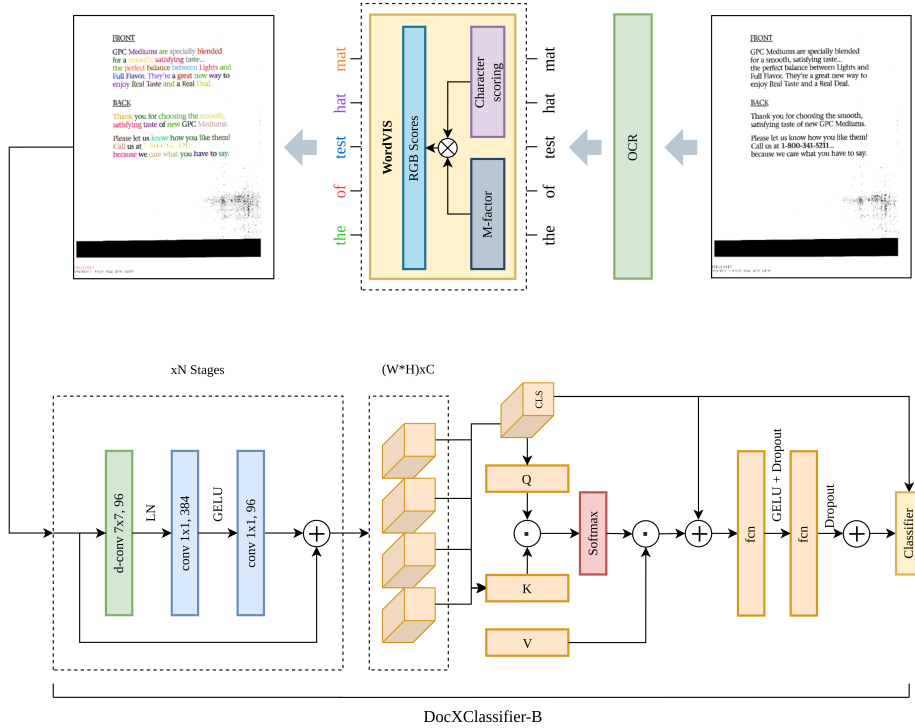 FRONT
GPC Mediums are specially blended
for a smooth, satisfying taste...
the perfect balance between Lights and
Full Flavor. They're a great new way to
enjoy Real Taste and a Real Deal.
BACK
Thank you for choosing the smooth,
satisfying taste of new GPC Mediums.
Please let us know how you like them!
Call us at 1-800-341-5211...
because we care what you have to say.
mat
hat
test
of
the
WordVIS
RGB Scores
Character
scoring
M-factor
mat
hat
test
of
the
OCR
FRONT
GPC Mediums are specially blended
for a smooth, satisfying taste...
the perfect balance between Lights and
Full Flavor. They're a great new way to
enjoy Real Taste and a Real Deal.
BACK
Thank you for choosing the smooth,
satisfying taste of new GPC Mediums.
Please let us know how you like them!
Call us at 1-800-341-5211...
because we care what you have to say.
xN Stages
(W*H)xC
d-conv 7x7, 96
LN
conv 1x1, 384
GELU
conv 1x1, 96
CLS
Q
K
V
Softmax
fcn
GELU + Dropout
fcn
Dropout
Classifier
DocXClassifier-B